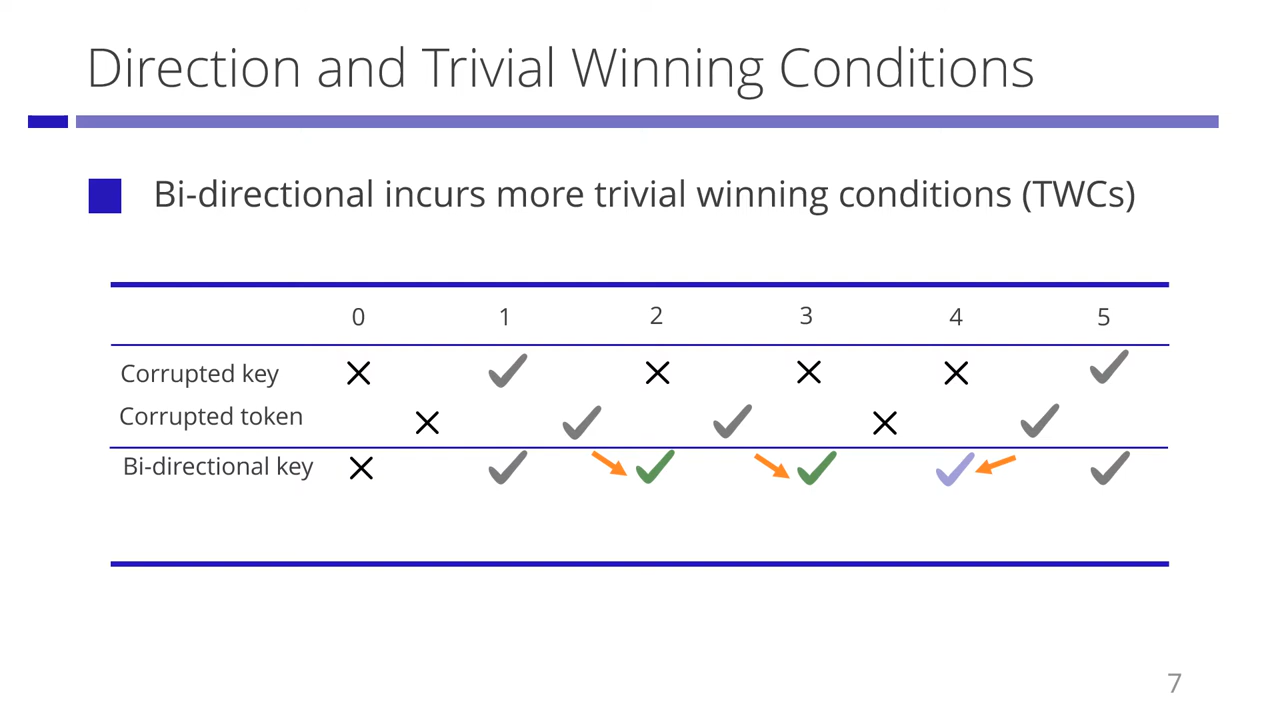 Direction and Trivial Winning Conditions
Bi-directional incurs more trivial winning conditions (TWCs)
0 1 2 3 4 5
Corrupted key
Corrupted token
Bi-directional key
7